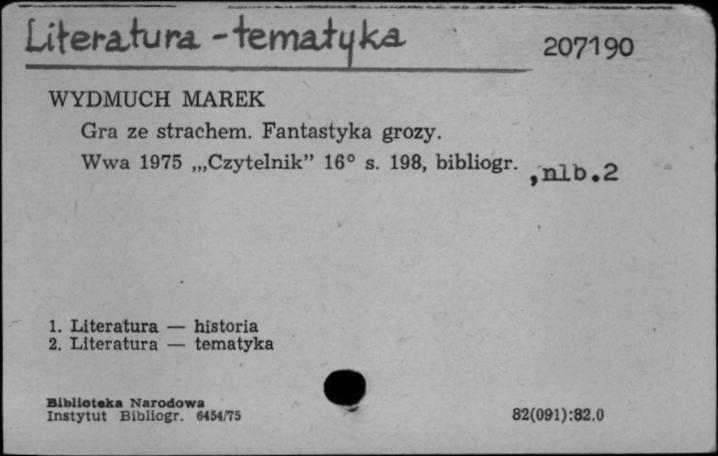 Literatura - tematyka
207190
WYDMUCH MAREK
Gra ze strachem. Fantastyka grozy.
Wwa 1975 „,Czytelnik" 16° s. 198, bibliogr. ,nlb.2
1. Literatura — historia
2. Literatura — tematyka
Biblioteka Narodowa
Instytut Bibliogr. 6454/75
82(091):82.0